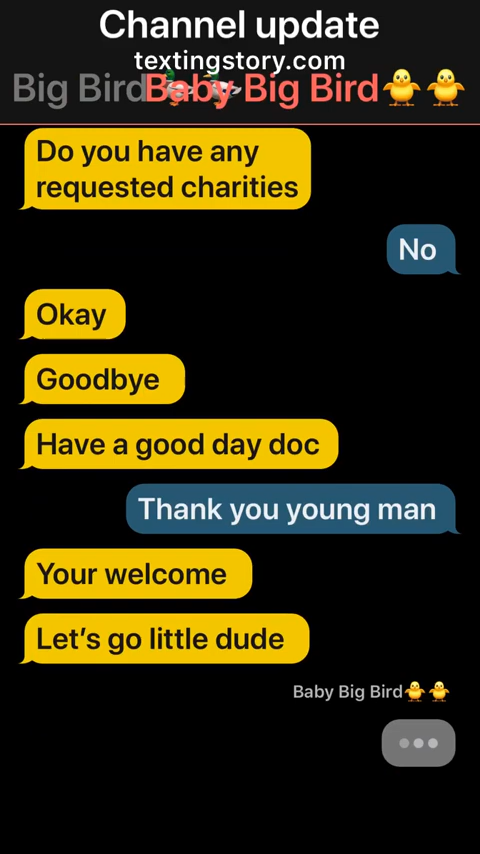 Channel update
textingstory.com
Big Bird Baby Big Bird🐥🐥
Do you have any
requested charities
No
Okay
Goodbye
Have a good day doc
Thank you young man
Your welcome
Let’s go little dude
Baby Big Bird🐥🐥